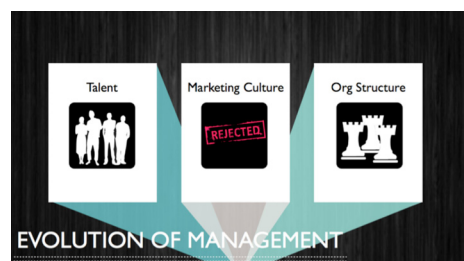 Talent
Marketing Culture
Org Structure
REJECTED
EVOLUTION OF MANAGEMENT